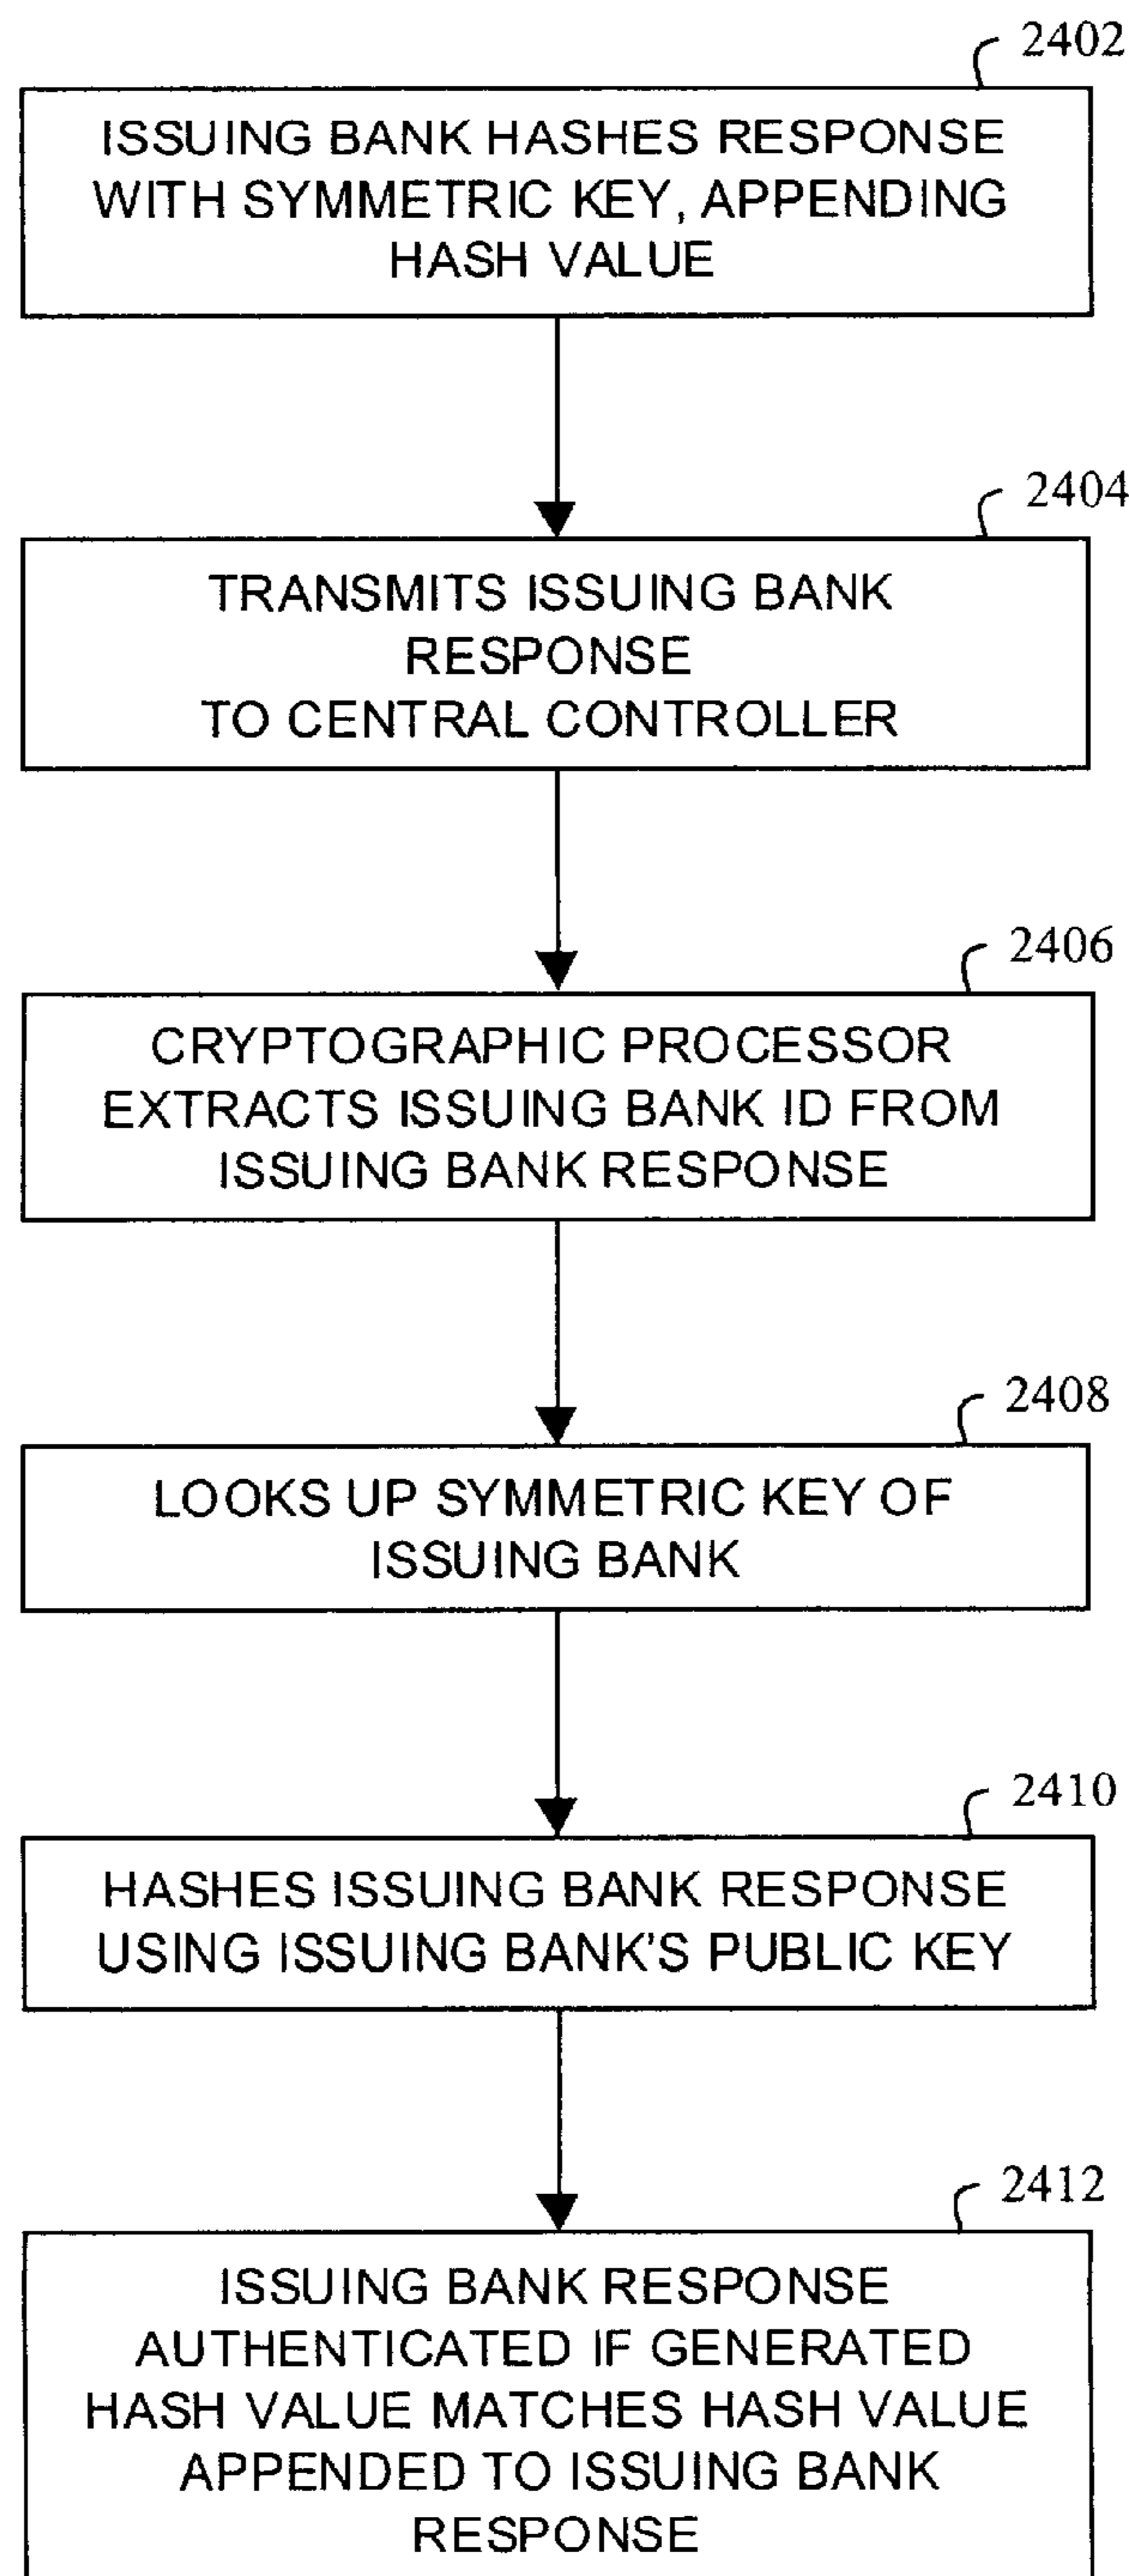 2402
ISSUING BANK HASHES RESPONSE
WITH SYMMETRIC KEY, APPENDING
HASH VALUE
2404
TRANSMITS ISSUING BANK
RESPONSE
TO CENTRAL CONTROLLER
2406
CRYPTOGRAPHIC PROCESSOR
EXTRACTS ISSUING BANK ID FROM
ISSUING BANK RESPONSE
2408
LOOKS UP SYMMETRIC KEY OF
ISSUING BANK
2410
HASHES ISSUING BANK RESPONSE
USING ISSUING BANK'S PUBLIC KEY
2412
ISSUING BANK RESPONSE
AUTHENTICATED IF GENERATED
HASH VALUE MATCHES HASH VALUE
APPENDED TO ISSUING BANK
RESPONSE